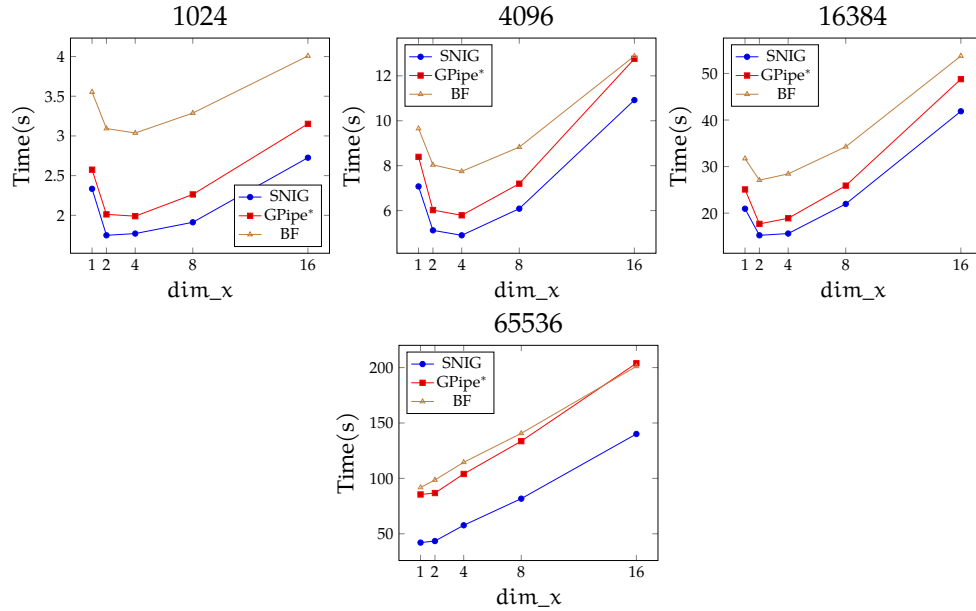 1024
4
3.5
3
2.5
2
Time(s)
SNIG
GPipe*
BF
1 2 4 8 16
dim_x
4096
12
10
8
6
Time(s)
SNIG
GPipe*
BF
1 2 4 8 16
dim_x
16384
50
40
30
20
Time(s)
SNIG
GPipe*
BF
1 2 4 8 16
dim_x
65536
200
150
100
50
Time(s)
SNIG
GPipe*
BF
1 2 4 8 16
dim_x